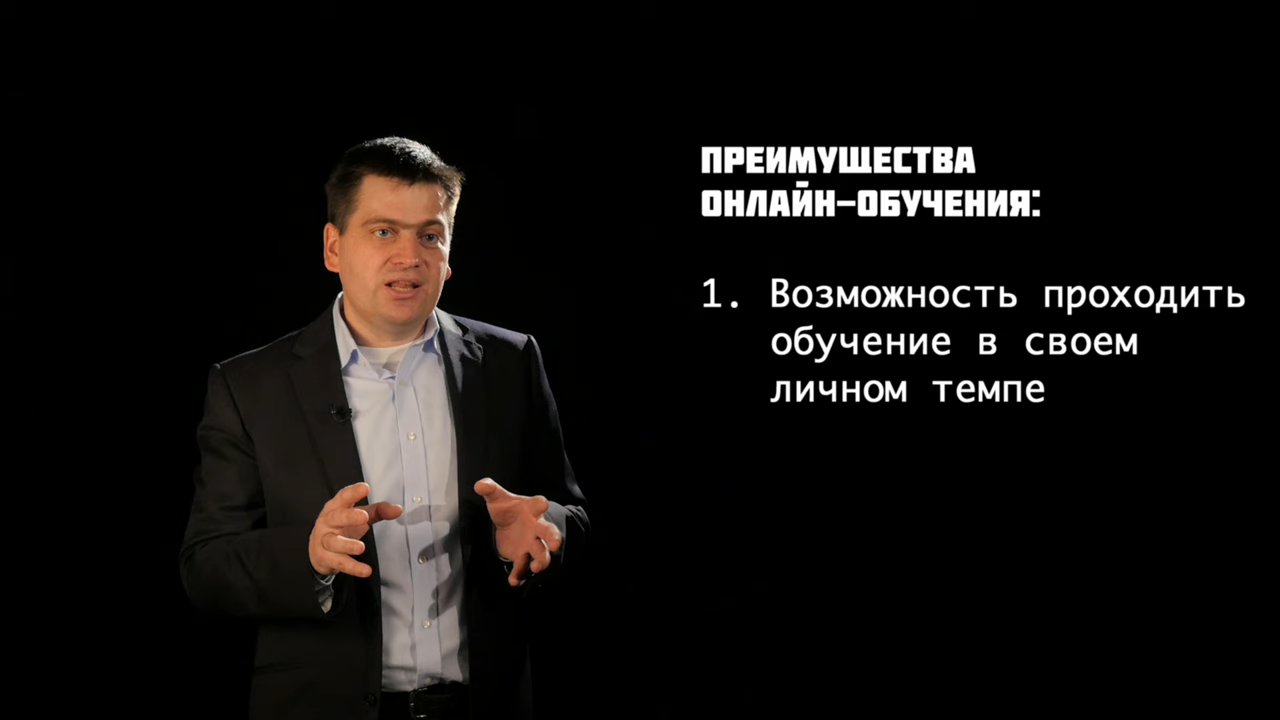 ПРЕИМУЩЕСТВА
ОНЛАЙН-ОБУЧЕНИЯ:
1. Возможность проходить
обучение в своем
личном темпе